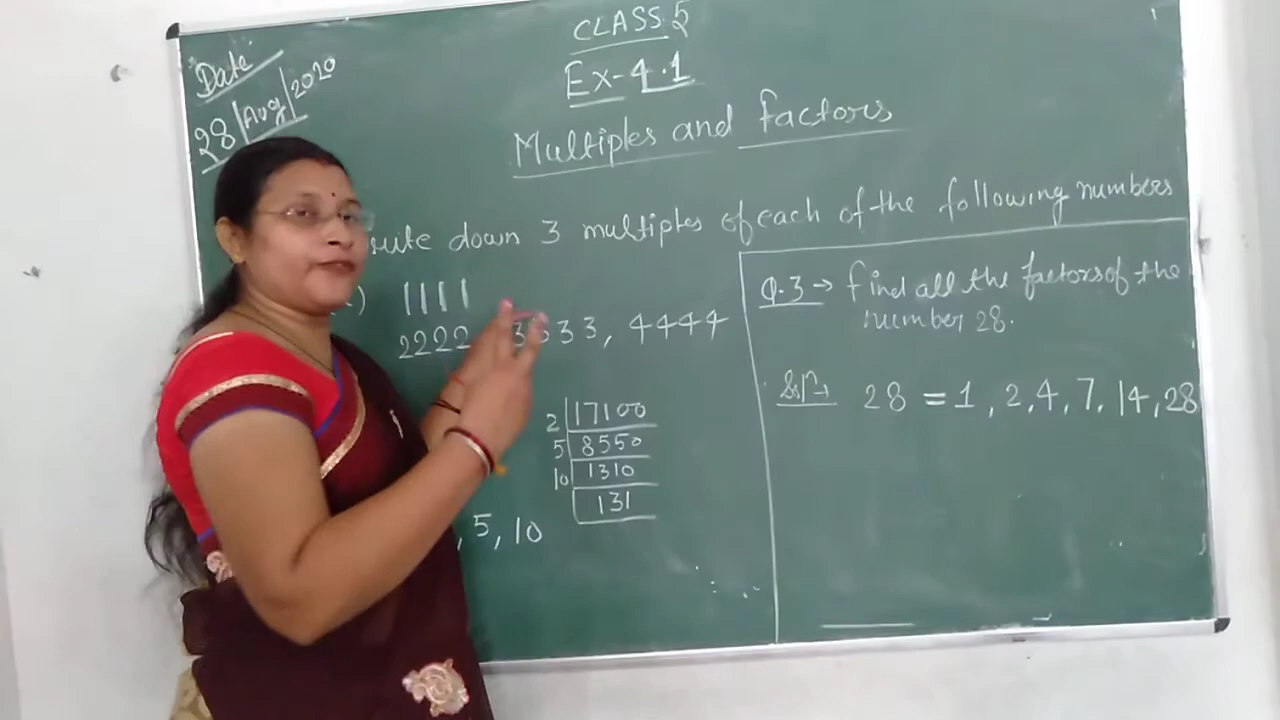 Date
28/Aug/2020
CLASS 5
Ex-4.1
Multiples and factors
down 3 multiples of each of the following numbers
1111
2222 3333, 4444
2 17100
5 8550
10 1310
131
, 5, 10
Q.3→ find all the factors of the
number 28.
Sol→ 28 = 1, 2, 4, 7, 14, 28